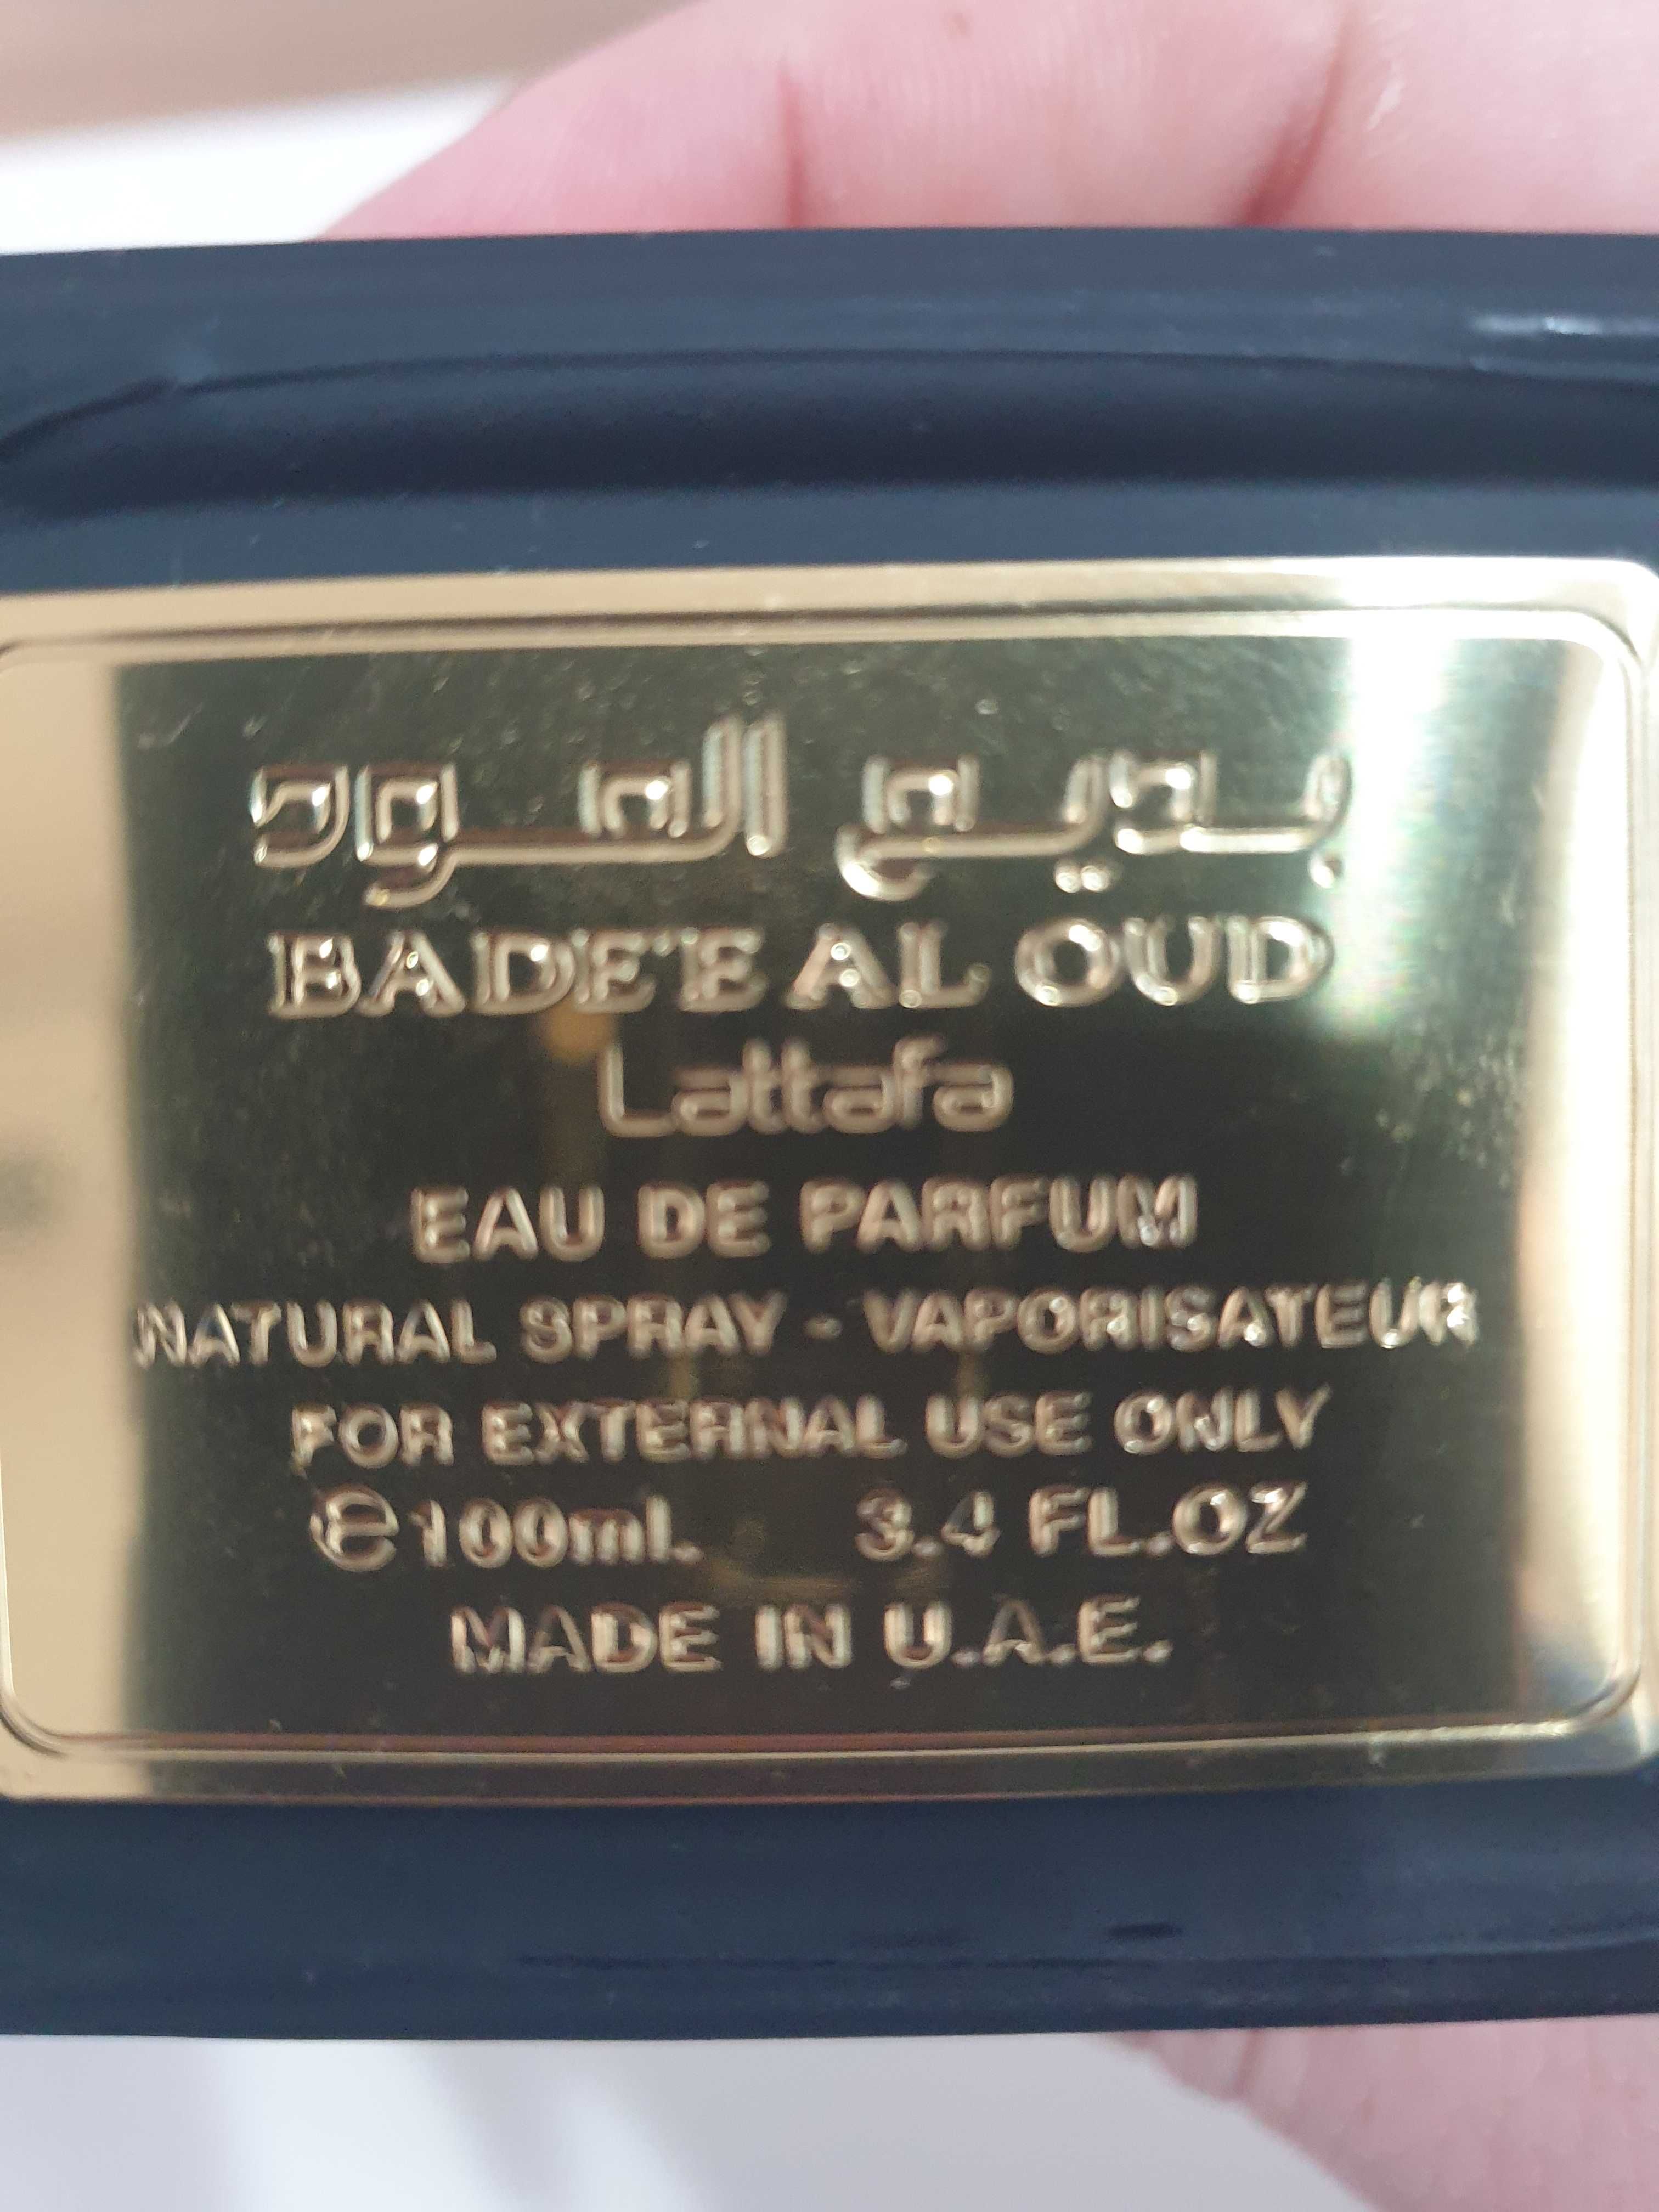 بديع العود
BADE'E AL OUD
Lattafa
EAU DE PARFUM
NATURAL SPRAY - VAPORISATEUR
FOR EXTERNAL USE ONLY
℮100ml. 3.4 FL.OZ
MADE IN U.A.E.